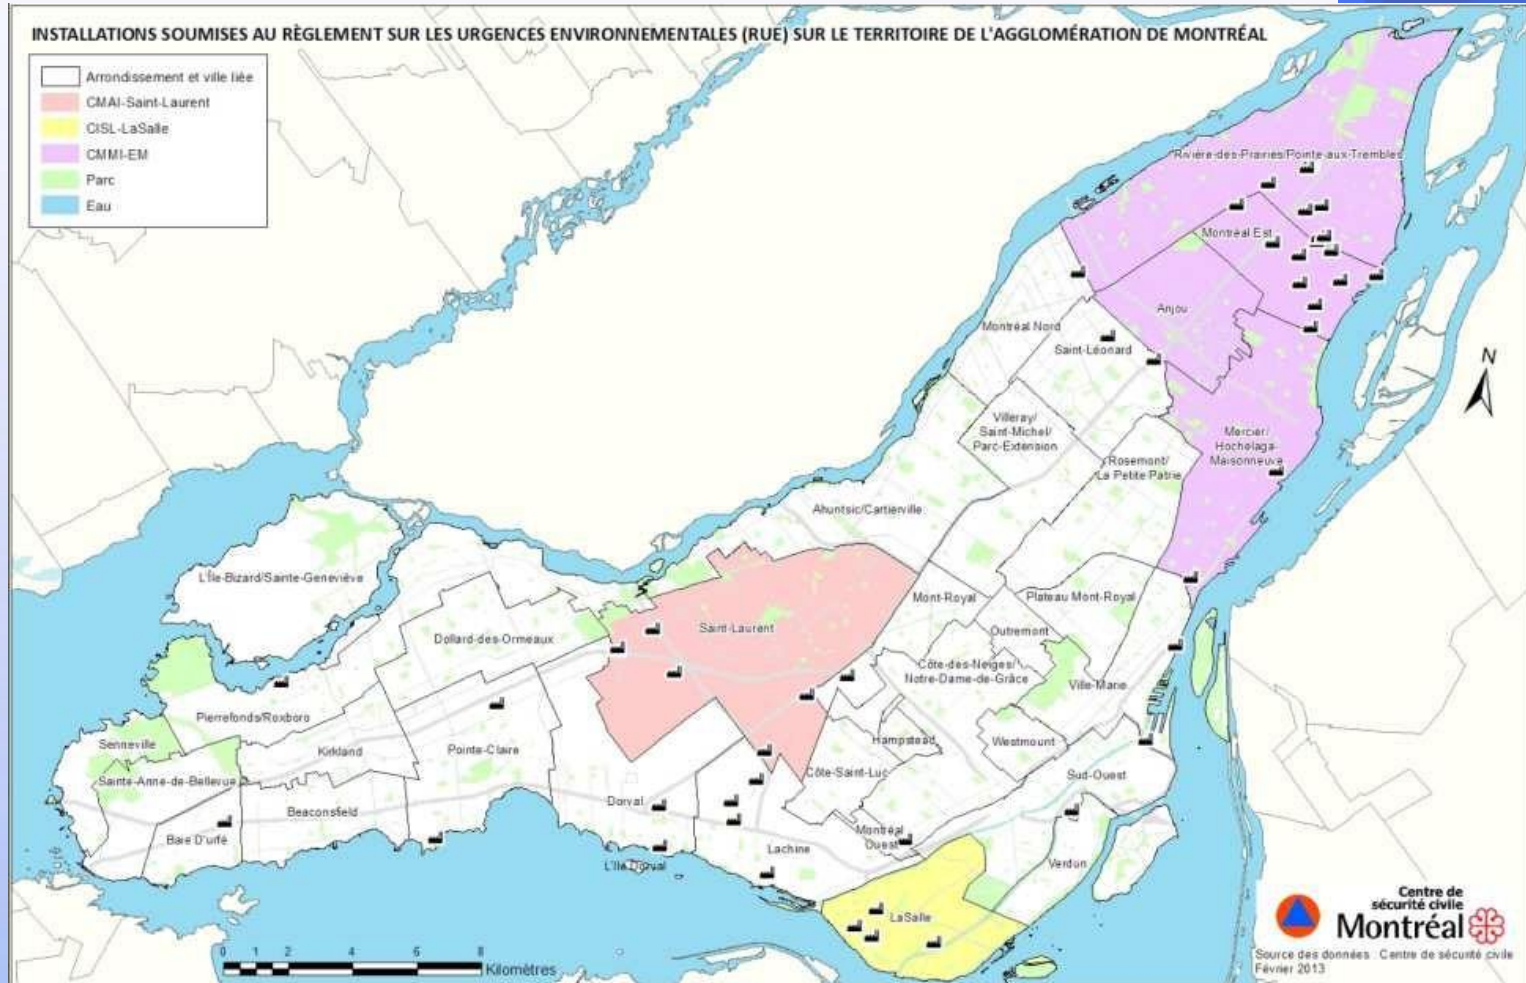 INSTALLATIONS SOUMISES AU RÈGLEMENT SUR LES URGENCES ENVIRONNEMENTALES (RUE) SUR LE TERRITOIRE DE L'AGGLOMÉRATION DE MONTRÉAL
Arrondissement et ville liée
CMAI-Saint-Laurent
CISL-LaSalle
CMMI-EM
Parc
Eau
Rivière-des-Prairies/Pointe-aux-Trembles
Montréal Est
Anjou
Montréal Nord
Saint-Léonard
N
Villeray/
Saint-Michel/
Parc-Extension
Mercier/
Hochelaga-
Maisonneuve
Rosemont/
La Petite Patrie
Ahuntsic/Cartierville
L'Île-Bizard/Sainte-Geneviève
Mont-Royal
Plateau Mont-Royal
Saint-Laurent
Outremont
Dollard-des-Ormeaux
Côte-des-Neiges/
Notre-Dame-de-Grâce
Ville-Marie
Pierrefonds/Roxboro
Senneville
Kirkland
Pointe-Claire
Hampstead
Westmount
Sainte-Anne-de-Bellevue
Côte-Saint-Luc
Sud-Ouest
Beaconsfield
Dorval
Baie D'urfé
Montréal
Ouest
Lachine
L'Île Dorval
Verdun
LaSalle
Centre de
sécurité civile
Montréal
0 1 2 4 6 8
Kilomètres
Source des données : Centre de sécurité civile
Février 2013